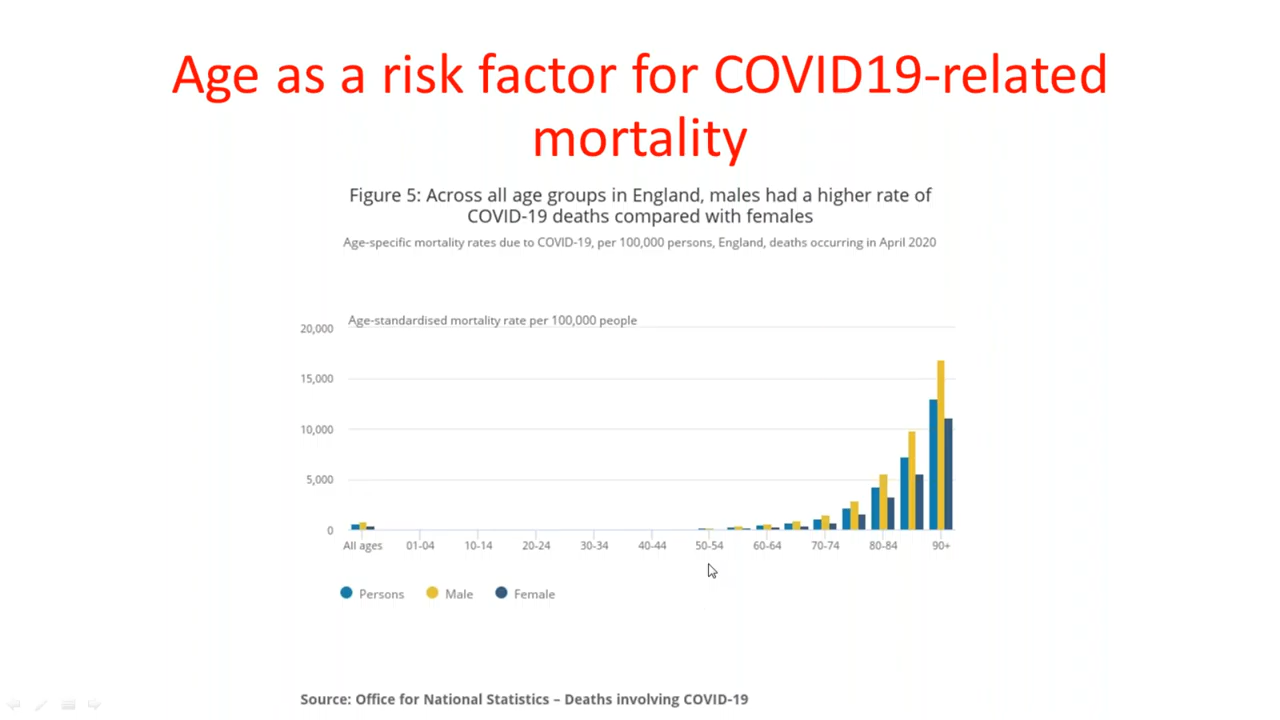 Age as a risk factor for COVID19-related
mortality
Figure 5: Across all age groups in England, males had a higher rate of
COVID-19 deaths compared with females
Age-specific mortality rates due to COVID-19, per 100,000 persons, England, deaths occurring in April 2020
Age-standardised mortality rate per 100,000 people
20,000
15,000
10,000
5,000
0
All ages 01-04 10-14 20-24 30-34 40-44 50-54 60-64 70-74 80-84 90+
Persons Male Female
Source: Office for National Statistics – Deaths involving COVID-19